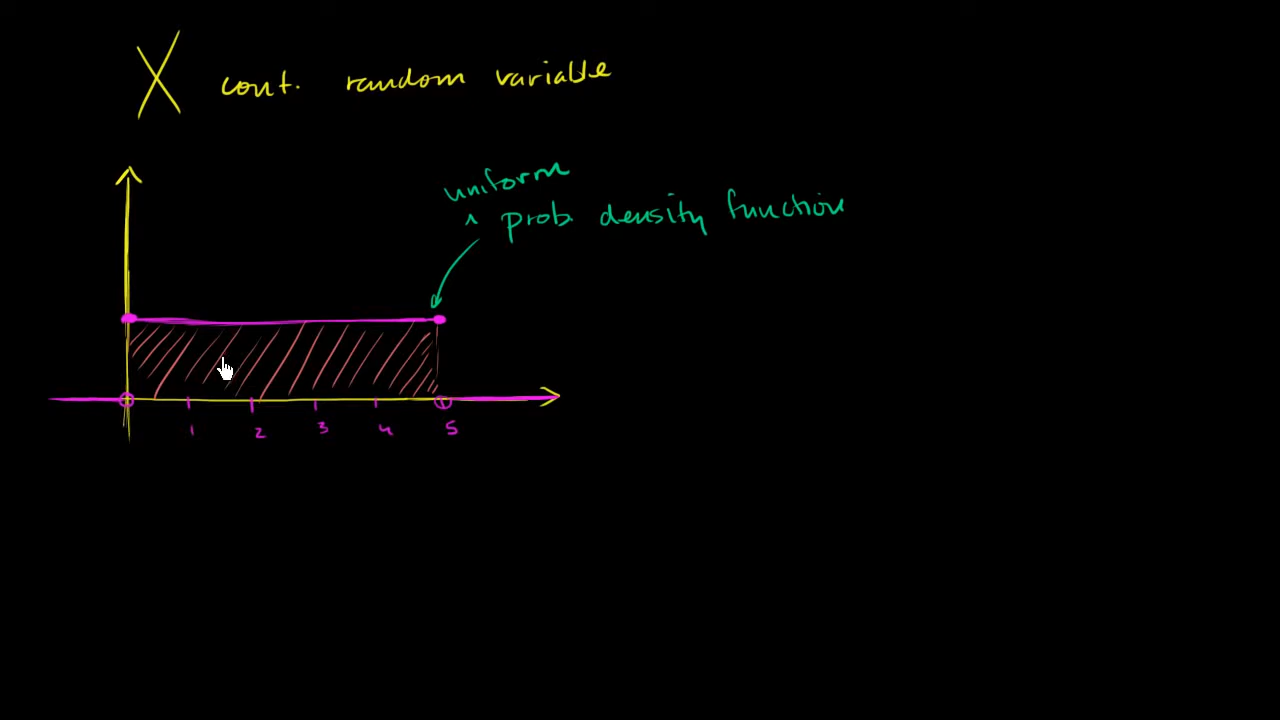 X cont. random variable
uniform
^ prob density function
1 2 3 4 5